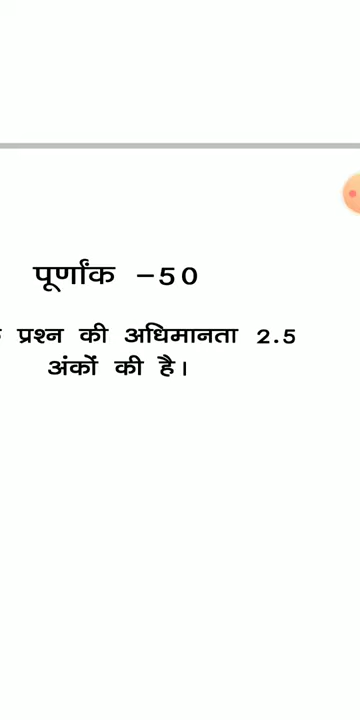 पूर्णांक –50
प्रश्न की अधिमानता 2.5
अंकों की है।